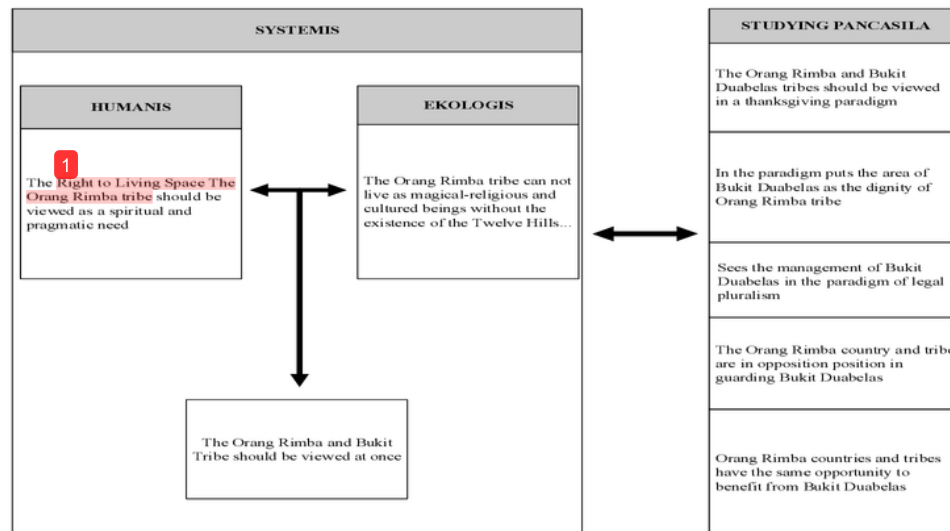 SYSTEMIS
HUMANIS
1
The Right to Living Space The
Orang Rimba tribe should be
viewed as a spiritual and
pragmatic need
EKOLOGIS
The Orang Rimba tribe can not
live as magical-religious and
cultured beings without the
existence of the Twelve Hills...
The Orang Rimba and Bukit
Tribe should be viewed at once
STUDYING PANCASILA
The Orang Rimba and Bukit
Duabelas tribes should be viewed
in a thanksgiving paradigm
In the paradigm puts the area of
Bukit Duabelas as the dignity of
Orang Rimba tribe
Sees the management of Bukit
Duabelas in the paradigm of legal
pluralism
The Orang Rimba country and tribe
are in opposition position in
guarding Bukit Duabelas
Orang Rimba countries and tribes
have the same opportunity to
benefit from Bukit Duabelas